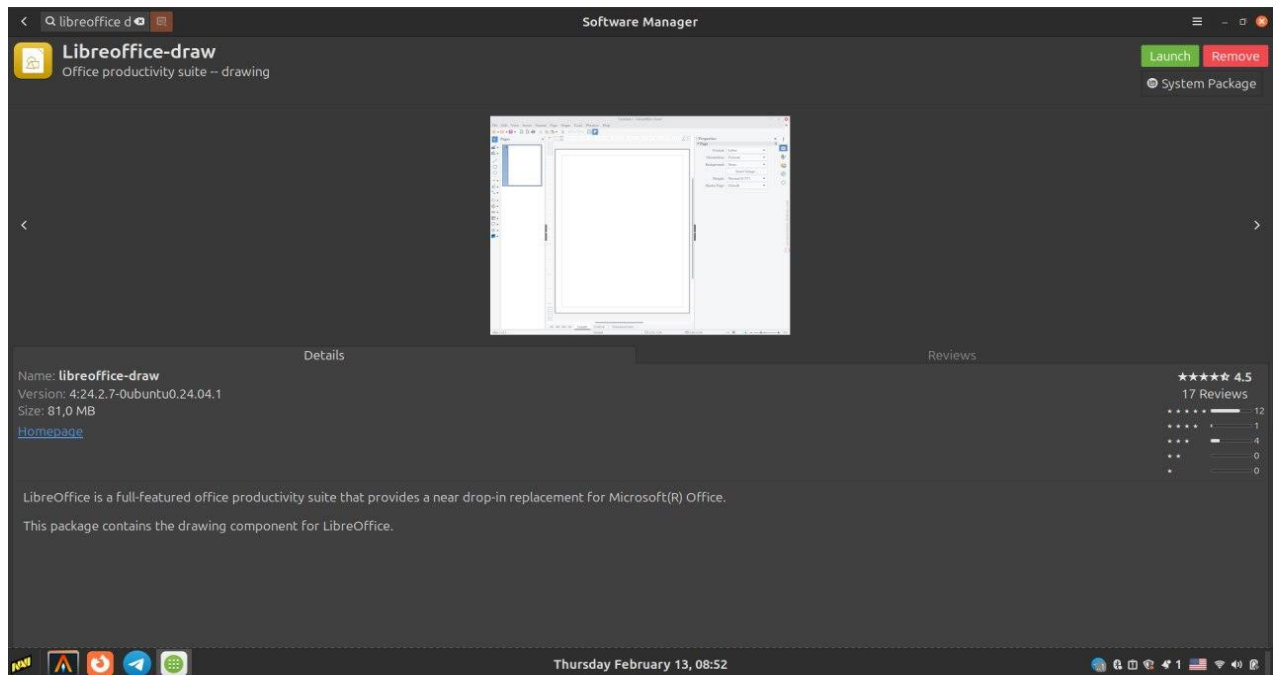 libreoffice d
Software Manager
Libreoffice-draw
Office productivity suite -- drawing
Launch
Remove
System Package
Details
Reviews
Name: libreoffice-draw
Version: 4:24.2.7-0ubuntu0.24.04.1
Size: 81,0 MB
Homepage
4.5
17 Reviews
12
1
4
0
0
LibreOffice is a full-featured office productivity suite that provides a near drop-in replacement for Microsoft(R) Office.
This package contains the drawing component for LibreOffice.
Thursday February 13, 08:52
1